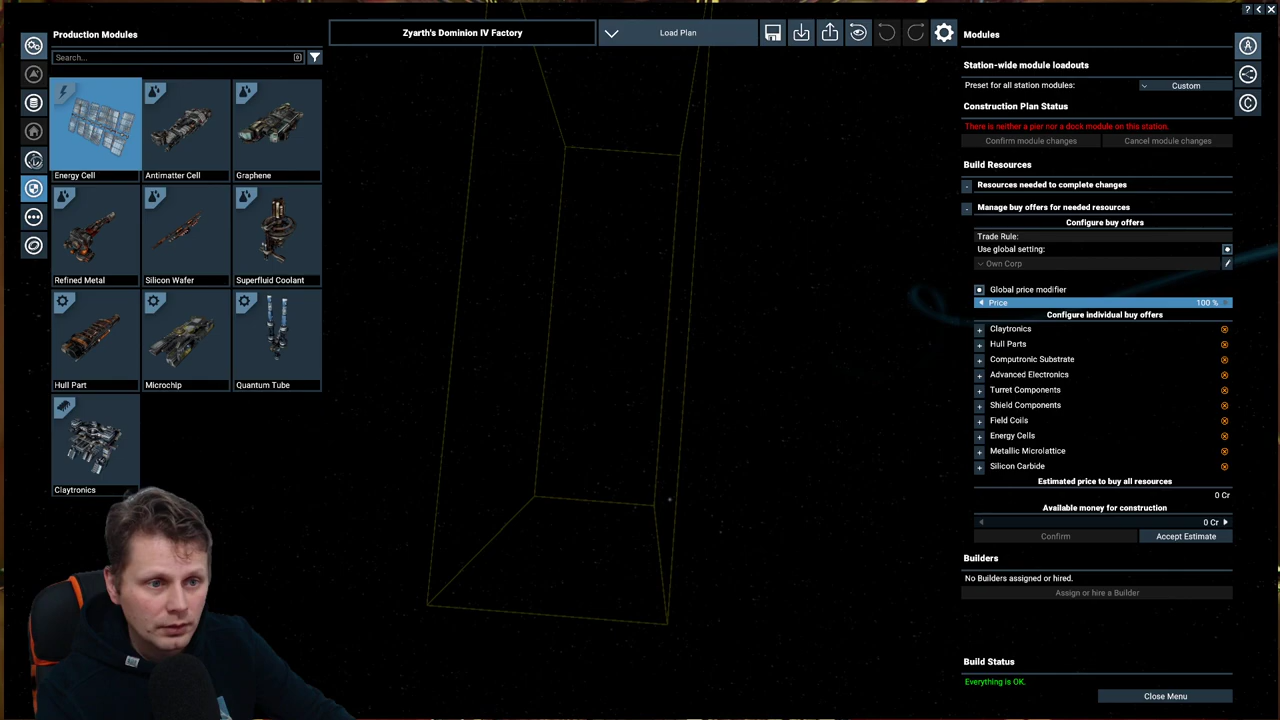 Production Modules
Search...
Energy Cell
Antimatter Cell
Graphene
Refined Metal
Silicon Wafer
Superfluid Coolant
Hull Part
Microchip
Quantum Tube
Claytronics
Zyarth's Dominion IV Factory
Load Plan
Modules
Station-wide module loadouts
Preset for all station modules:
Custom
Construction Plan Status
There is neither a pier nor a dock module on this station.
Confirm module changes
Cancel module changes
Build Resources
- Resources needed to complete changes
- Manage buy offers for needed resources
Configure buy offers
Trade Rule:
Use global setting:
Own Corp
Global price modifier
Price 100 %
Configure individual buy offers
+ Claytronics
+ Hull Parts
+ Computronic Substrate
+ Advanced Electronics
+ Turret Components
+ Shield Components
+ Field Coils
+ Energy Cells
+ Metallic Microlattice
+ Silicon Carbide
Estimated price to buy all resources
0 Cr
Available money for construction
0 Cr
Confirm
Accept Estimate
Builders
No Builders assigned or hired.
Assign or hire a Builder
Build Status
Everything is OK.
Close Menu